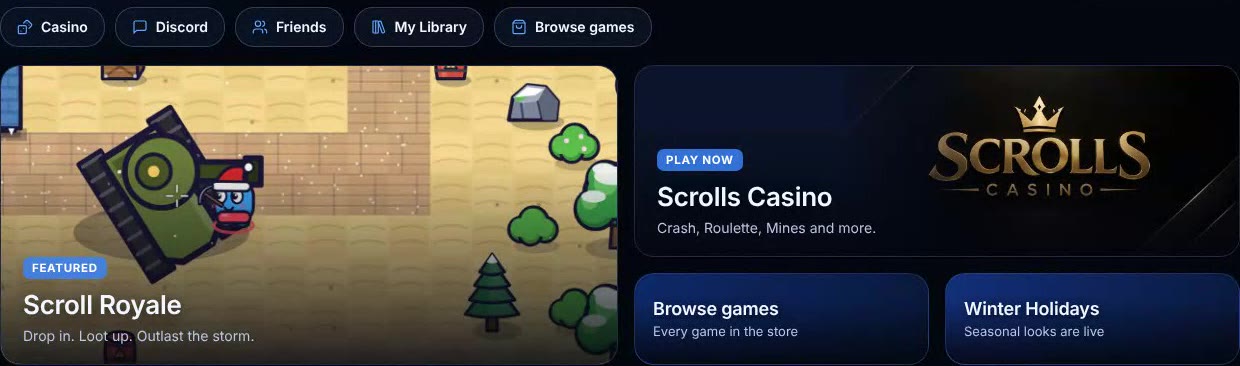 Casino
Discord
Friends
My Library
Browse games
FEATURED
Scroll Royale
Drop in. Loot up. Outlast the storm.
PLAY NOW
Scrolls Casino
Crash, Roulette, Mines and more.
SCROLLS
CASINO
Browse games
Every game in the store
Winter Holidays
Seasonal looks are live